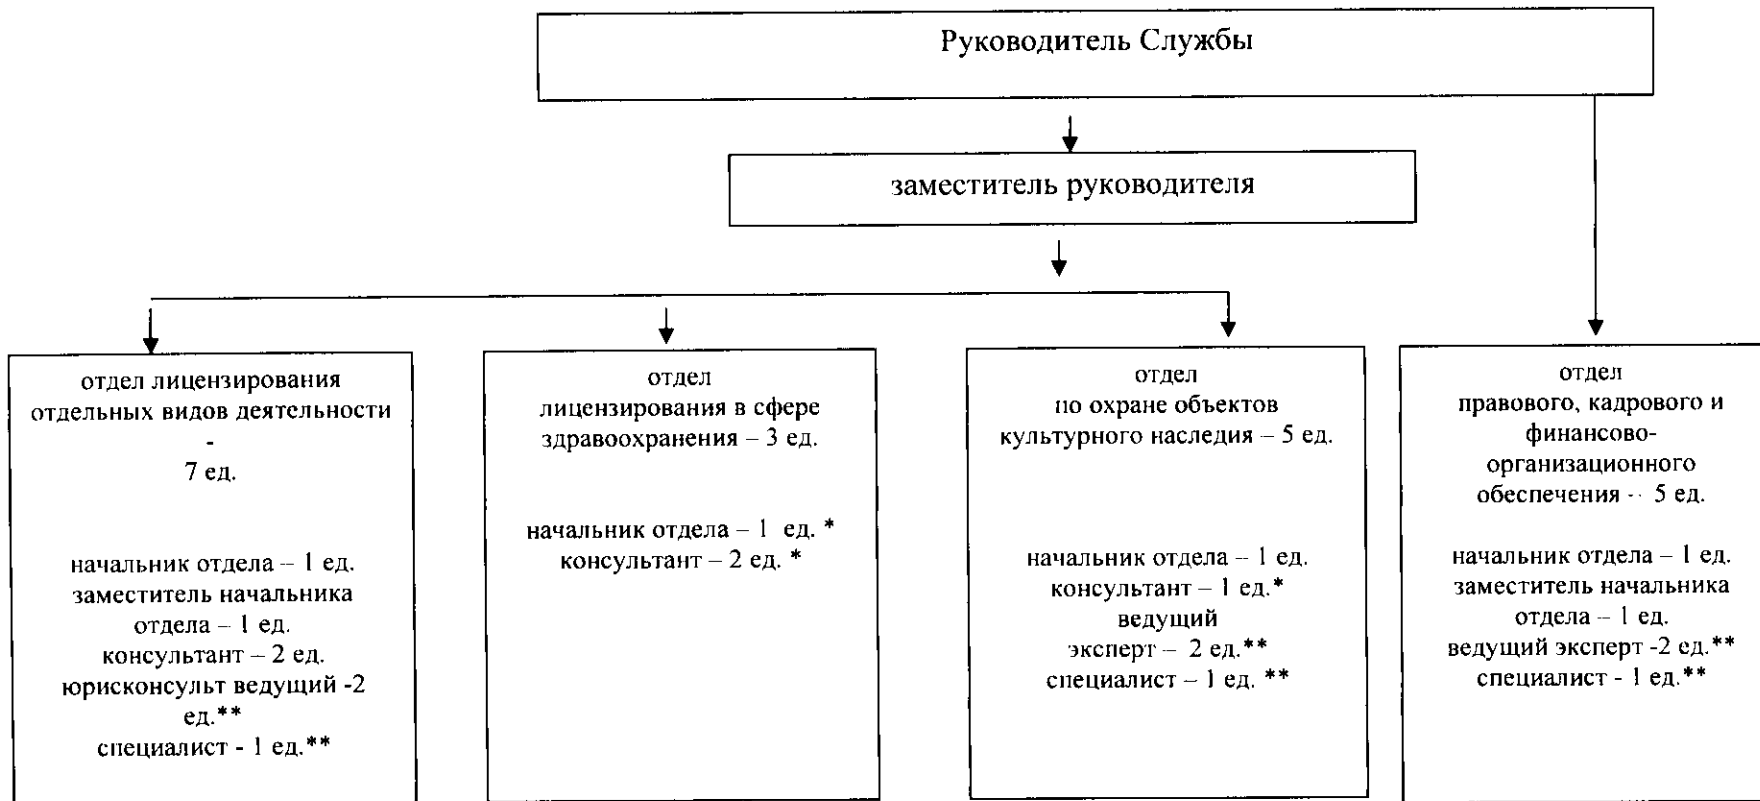 Руководитель Службы
заместитель руководителя
отдел лицензирования
отдельных видов деятельности
-
7 ед.
начальник отдела – 1 ед.
заместитель начальника
отдела – 1 ед.
консультант – 2 ед.
юрисконсульт ведущий -2
ед.**
специалист - 1 ед.**
отдел
лицензирования в сфере
здравоохранения – 3 ед.
начальник отдела – 1 ед. *
консультант – 2 ед. *
отдел
по охране объектов
культурного наследия – 5 ед.
начальник отдела – 1 ед.
консультант – 1 ед.*
ведущий
эксперт – 2 ед.**
специалист – 1 ед. **
отдел
правового, кадрового и
финансово-
организационного
обеспечения – 5 ед.
начальник отдела – 1 ед.
заместитель начальника
отдела – 1 ед.
ведущий эксперт -2 ед.**
специалист - 1 ед.**